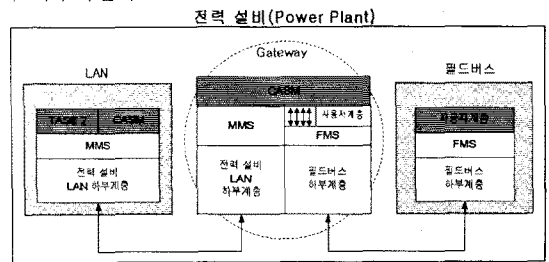 전력 설비(Power Plant)
Gateway
LAN
필드버스
CASM
TASE.2 CASM
MMS
사용자계층
FMS
사용자계층
MMS
FMS
전력 설비
LAN 하부계층
전력 설비
LAN
하부계층
필드버스
하부계층
필드버스
하부계층